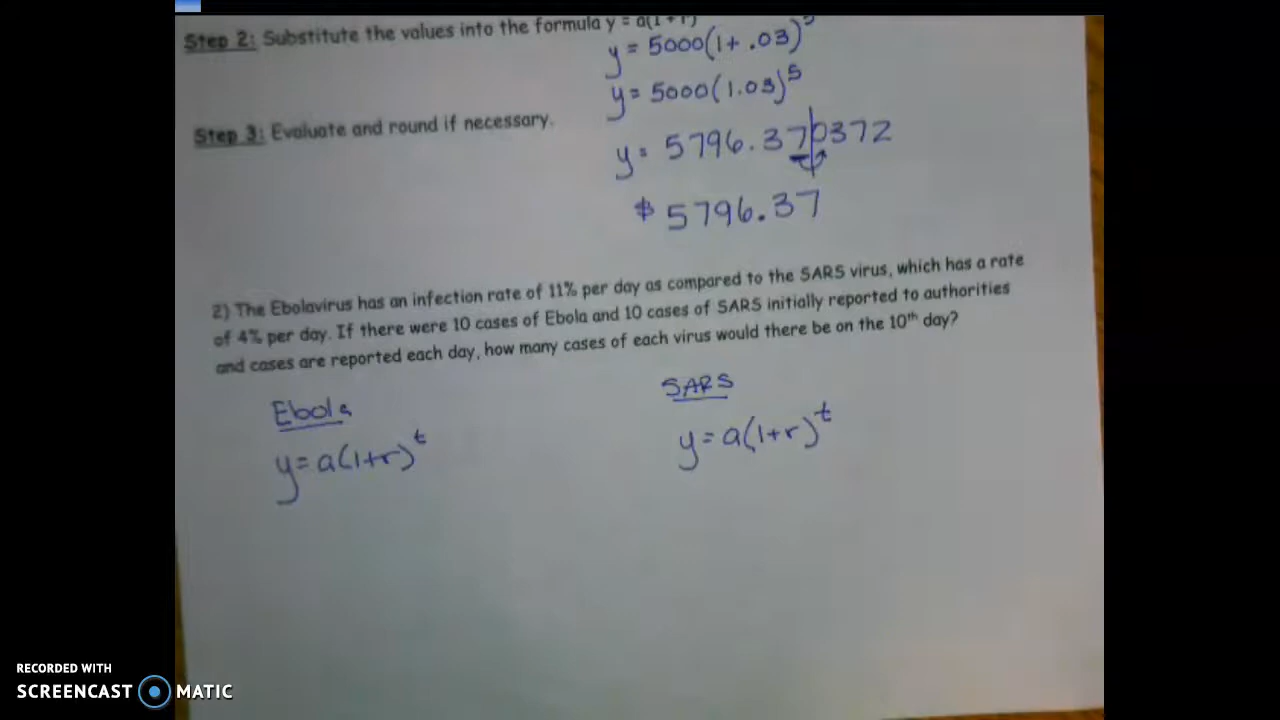 Step 2: Substitute the values into the formula y = a(1 + r)
y = 5000(1+ .03)^5
y = 5000(1.03)^5
Step 3: Evaluate and round if necessary.
y = 5796.370372
$5796.37
2) The Ebolavirus has an infection rate of 11% per day as compared to the SARS virus, which has a rate
of 4% per day. If there were 10 cases of Ebola and 10 cases of SARS initially reported to authorities
and cases are reported each day, how many cases of each virus would there be on the 10th day?
Ebola
SARS
y=a(1+r)^t
y=a(1+r)^t
RECORDED WITH
SCREENCAST MATIC